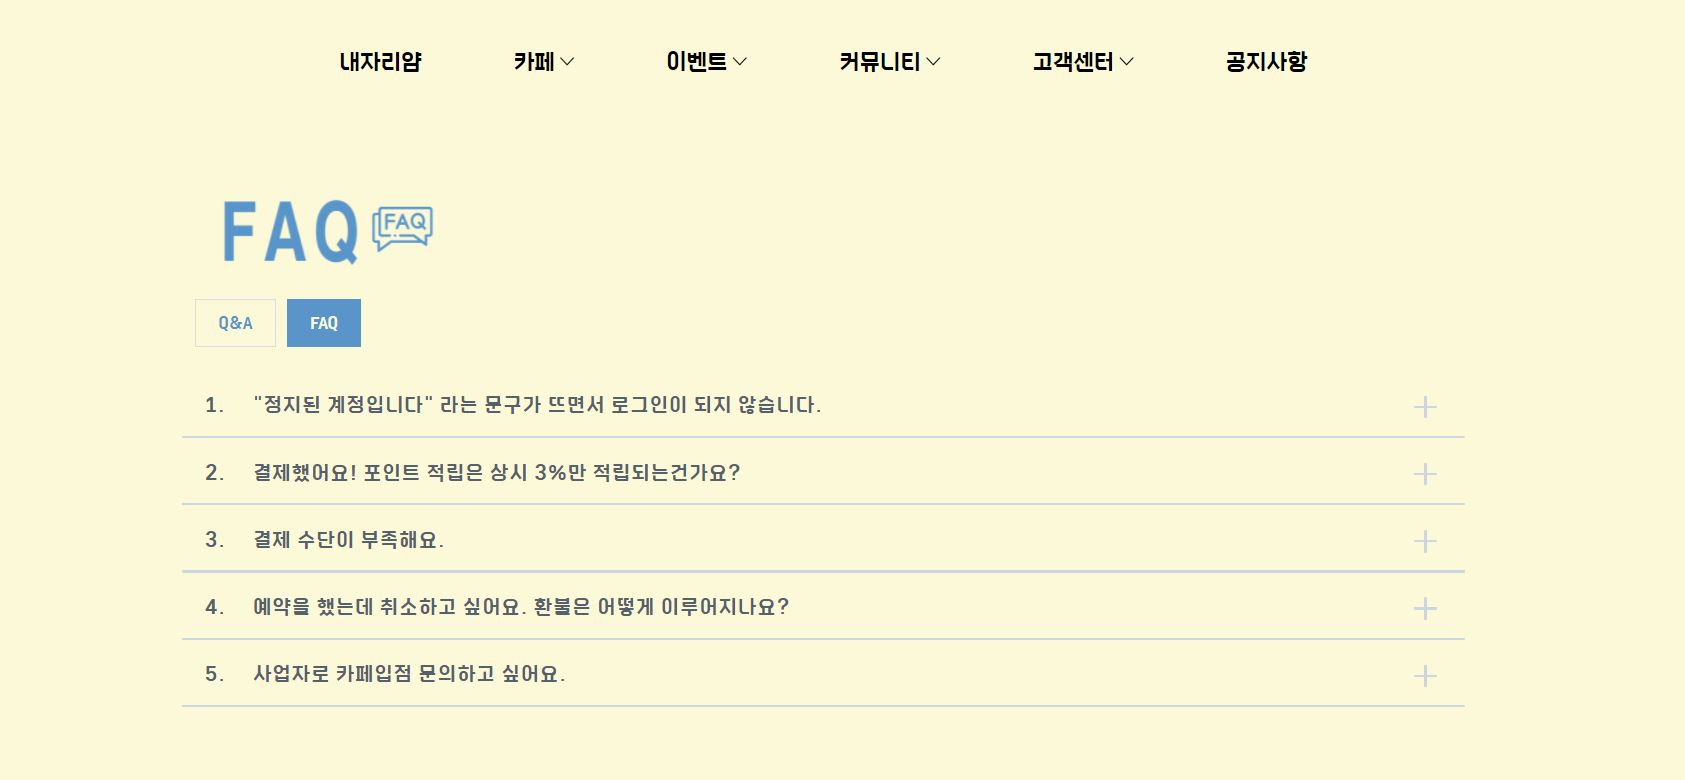 내자리얌 카페 이벤트 커뮤니티 고객센터 공지사항
FAQ FAQ
Q&A FAQ
1. "정지된 계정입니다" 라는 문구가 뜨면서 로그인이 되지 않습니다.
2. 결제했어요! 포인트 적립은 상시 3%만 적립되는건가요?
3. 결제 수단이 부족해요.
4. 예약을 했는데 취소하고 싶어요. 환불은 어떻게 이루어지나요?
5. 사업자로 카페입점 문의하고 싶어요.